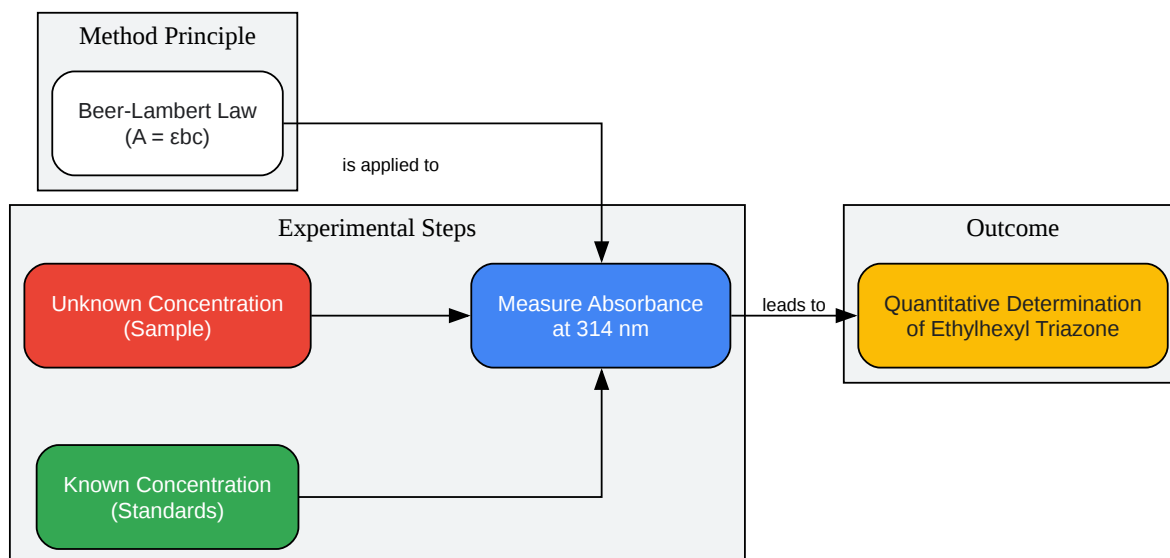 Method Principle
Beer-Lambert Law
(A = εbc)
is applied to
Experimental Steps
Unknown Concentration
(Sample)
Measure Absorbance
at 314 nm
leads to
Outcome
Quantitative Determination
of Ethylhexyl Triazone
Known Concentration
(Standards)